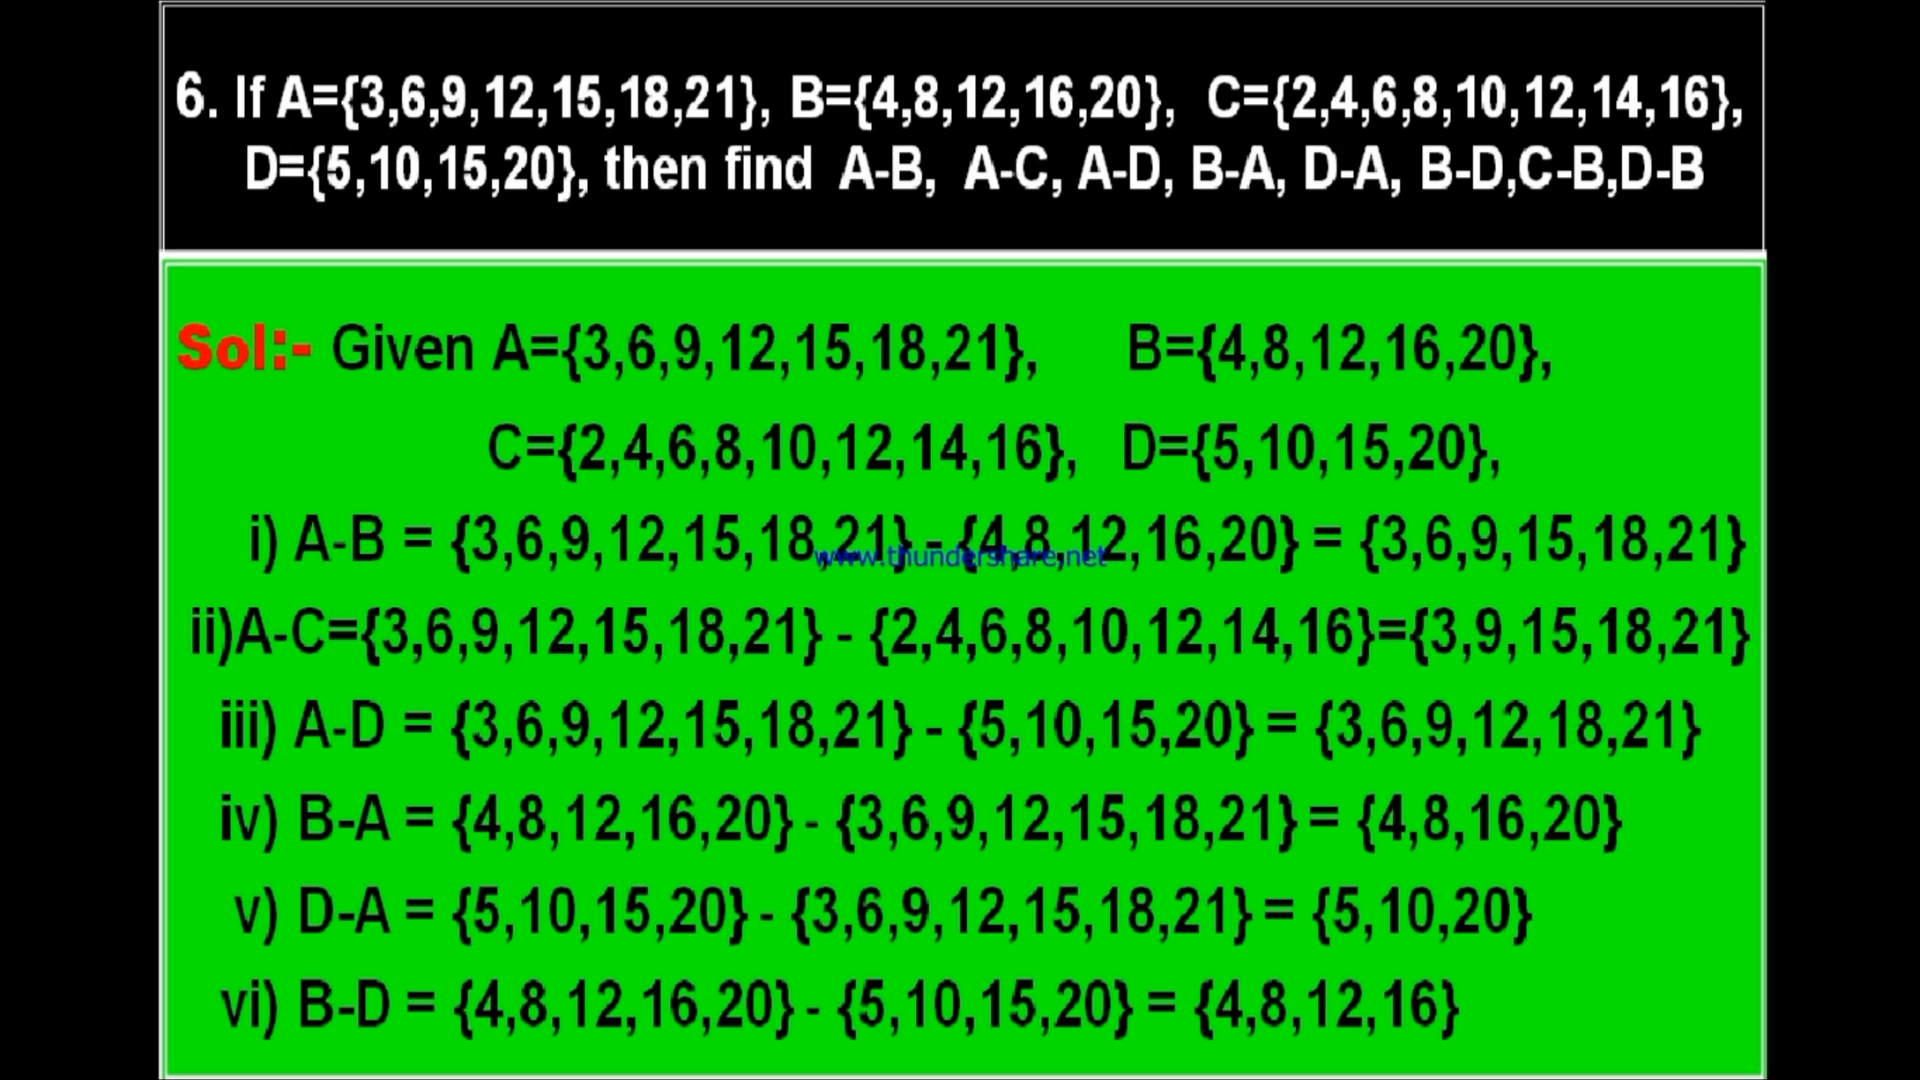 6. If A={3,6,9,12,15,18,21}, B={4,8,12,16,20}, C={2,4,6,8,10,12,14,16},
D={5,10,15,20}, then find A-B, A-C, A-D, B-A, D-A, B-D,C-B,D-B
Sol:- Given A={3,6,9,12,15,18,21}, B={4,8,12,16,20},
C={2,4,6,8,10,12,14,16}, D={5,10,15,20},
i) A-B = {3,6,9,12,15,18,21} - {4,8,12,16,20} = {3,6,9,15,18,21}
www.thundershare.net
ii)A-C={3,6,9,12,15,18,21} - {2,4,6,8,10,12,14,16}={3,9,15,18,21}
iii) A-D = {3,6,9,12,15,18,21} - {5,10,15,20} = {3,6,9,12,18,21}
iv) B-A = {4,8,12,16,20} - {3,6,9,12,15,18,21} = {4,8,16,20}
v) D-A = {5,10,15,20} - {3,6,9,12,15,18,21} = {5,10,20}
vi) B-D = {4,8,12,16,20} - {5,10,15,20} = {4,8,12,16}